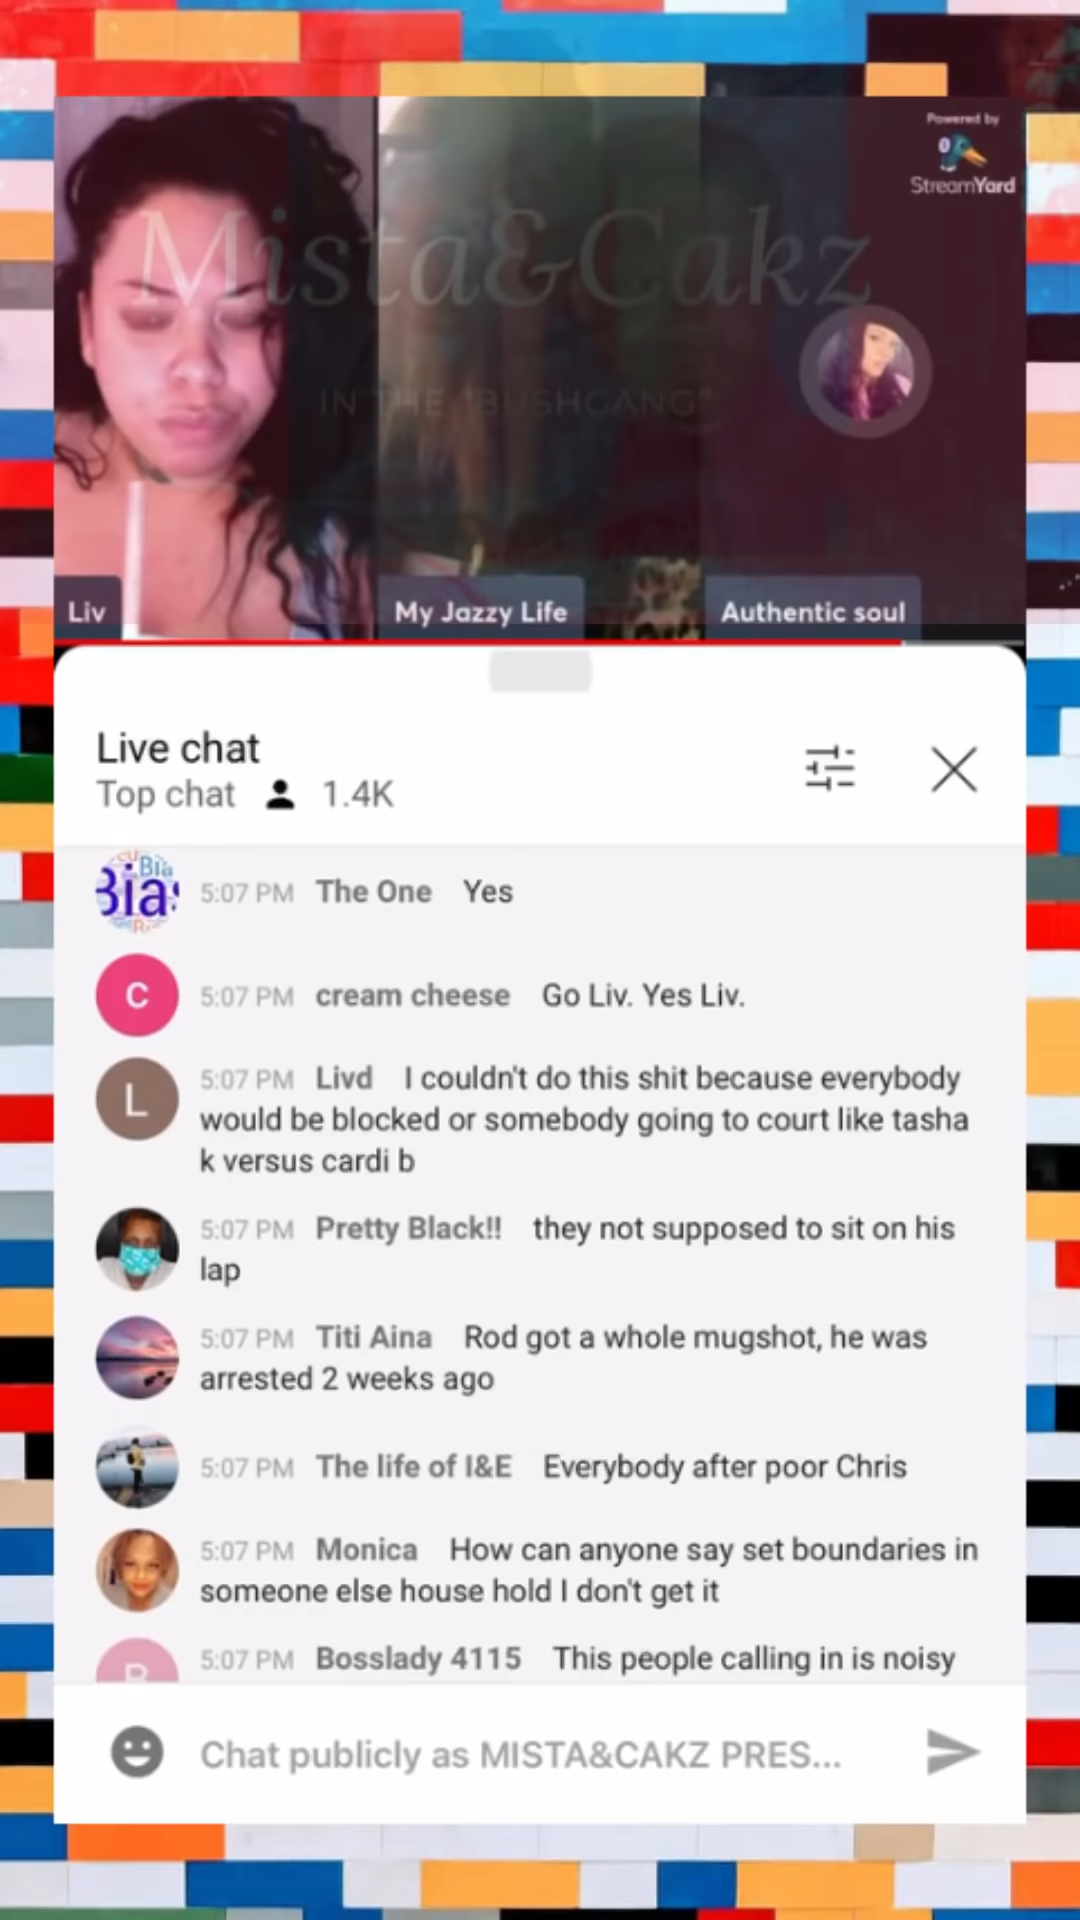 Powered by
StreamYard
Mista&Cakz
IN THE "BUSHGANG"
Liv
My Jazzy Life
Authentic soul
Live chat
Top chat 1.4K
5:07 PM The One Yes
C
5:07 PM cream cheese Go Liv. Yes Liv.
L
5:07 PM Livd I couldn't do this shit because everybody
would be blocked or somebody going to court like tasha
k versus cardi b
5:07 PM Pretty Black!! they not supposed to sit on his
lap
5:07 PM Titi Aina Rod got a whole mugshot, he was
arrested 2 weeks ago
5:07 PM The life of I&E Everybody after poor Chris
5:07 PM Monica How can anyone say set boundaries in
someone else house hold I don't get it
5:07 PM Bosslady 4115 This people calling in is noisy
Chat publicly as MISTA&CAKZ PRES...